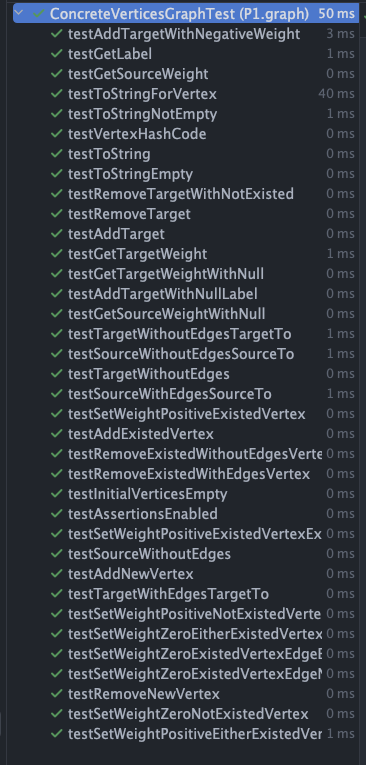 ConcreteVerticesGraphTest (P1.graph) 50 ms
testAddTargetWithNegativeWeight 3 ms
testGetLabel 1 ms
testGetSourceWeight 0 ms
testToStringForVertex 40 ms
testToStringNotEmpty 1 ms
testVertexHashCode 0 ms
testToString 0 ms
testToStringEmpty 0 ms
testRemoveTargetWithNotExisted 0 ms
testRemoveTarget 0 ms
testAddTarget 0 ms
testGetTargetWeight 1 ms
testGetTargetWeightWithNull 0 ms
testAddTargetWithNullLabel 0 ms
testGetSourceWeightWithNull 0 ms
testTargetWithoutEdgesTargetTo 1 ms
testSourceWithoutEdgesSourceTo 1 ms
testTargetWithoutEdges 0 ms
testSourceWithEdgesSourceTo 1 ms
testSetWeightPositiveExistedVertex 0 ms
testAddExistedVertex 0 ms
testRemoveExistedWithoutEdgesVerte 0 ms
testRemoveExistedWithEdgesVertex 0 ms
testInitialVerticesEmpty 0 ms
testAssertionsEnabled 0 ms
testSetWeightPositiveExistedVertexEx 0 ms
testSourceWithoutEdges 0 ms
testAddNewVertex 0 ms
testTargetWithEdgesTargetTo 0 ms
testSetWeightPositiveNotExistedVerte 0 ms
testSetWeightZeroEitherExistedVertex 0 ms
testSetWeightZeroExistedVertexEdgeE 0 ms
testSetWeightZeroExistedVertexEdgeN 0 ms
testRemoveNewVertex 0 ms
testSetWeightZeroNotExistedVertex 0 ms
testSetWeightPositiveEitherExistedVer 1 ms